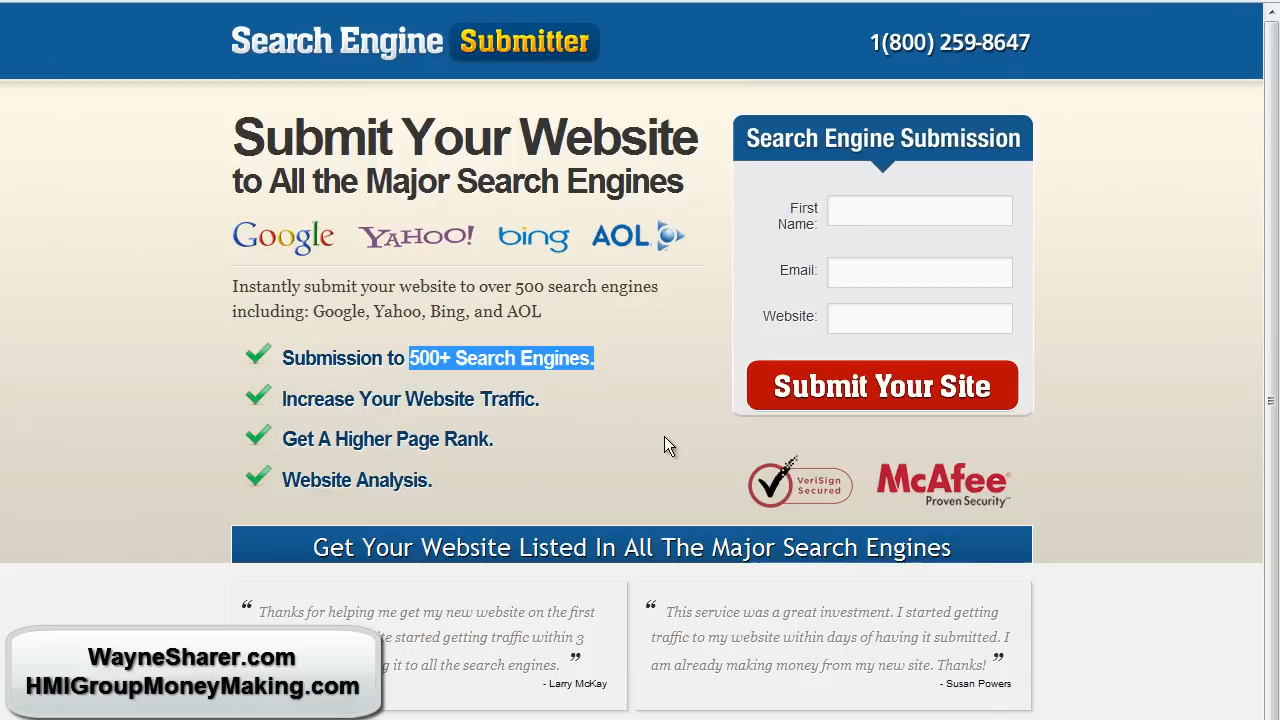 Search Engine Submitter
1(800) 259-8647
Submit Your Website
to All the Major Search Engines
Google YAHOO! bing AOL
Instantly submit your website to over 500 search engines
including: Google, Yahoo, Bing, and AOL
Submission to 500+ Search Engines.
Increase Your Website Traffic.
Get A Higher Page Rank.
Website Analysis.
Search Engine Submission
First
Name:
Email:
Website:
Submit Your Site
VeriSign
Secured
McAfee
Proven Security™
Get Your Website Listed In All The Major Search Engines
“ Thanks for helping me get my new website on the first
te started getting traffic within 3
g it to all the search engines. ”
- Larry McKay
“ This service was a great investment. I started getting
traffic to my website within days of having it submitted. I
am already making money from my new site. Thanks! ”
- Susan Powers
WayneSharer.com
HMIGroupMoneyMaking.com